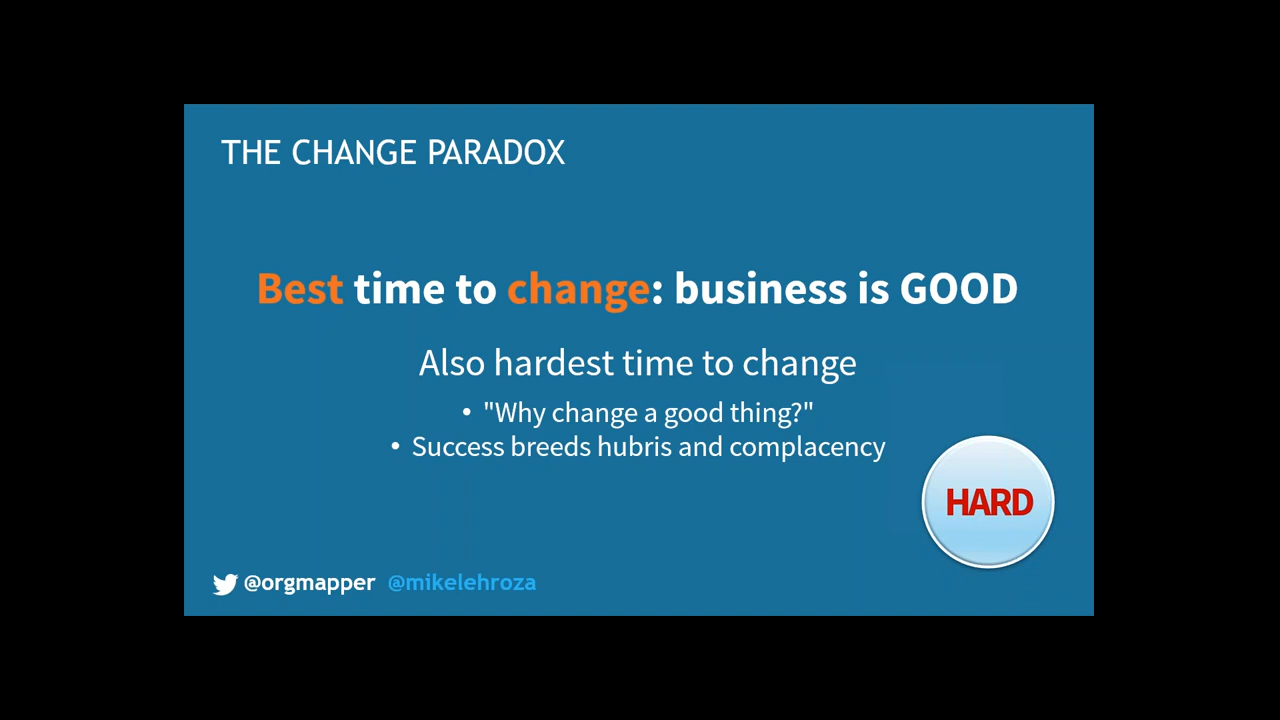 THE CHANGE PARADOX
Best time to change: business is GOOD
Also hardest time to change
• "Why change a good thing?"
• Success breeds hubris and complacency
HARD
@orgmapper @mikelehroza